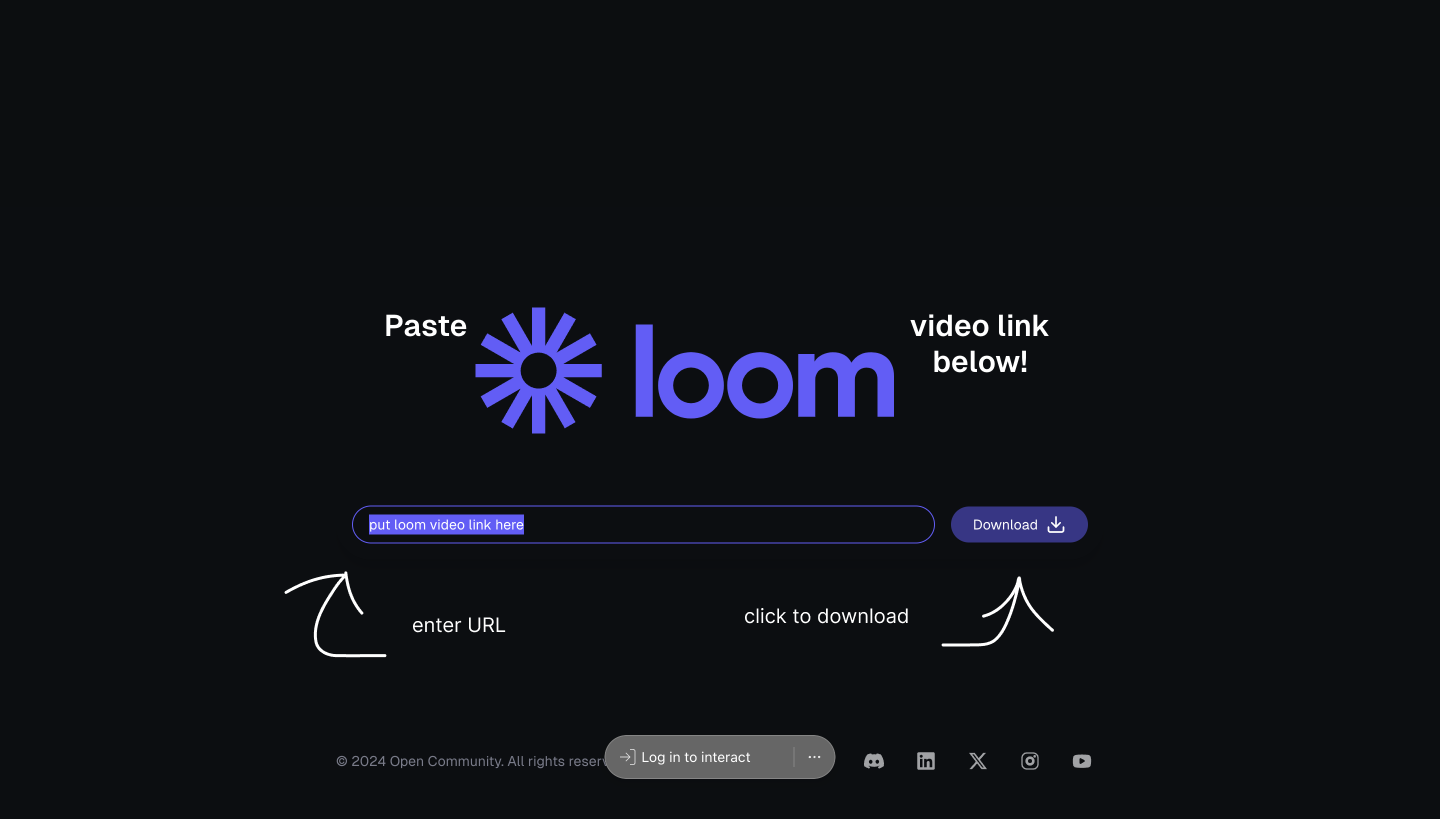 Paste loom video link
below!
put loom video link here
Download
enter URL
click to download
© 2024 Open Community. All rights
Log in to interact